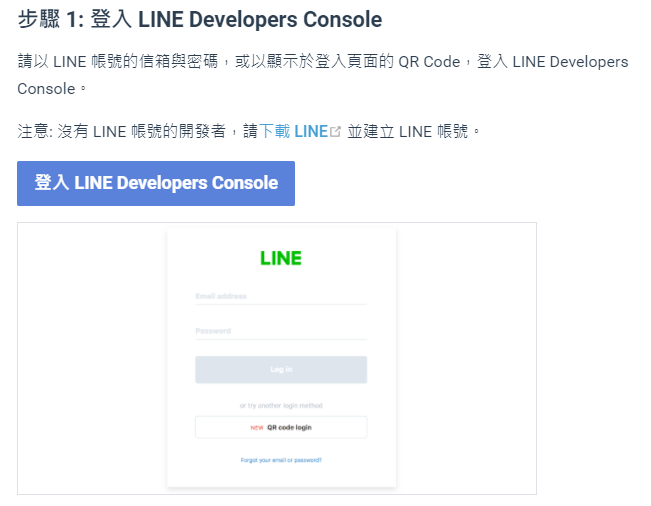 步驟 1: 登入 LINE Developers Console
請以 LINE 帳號的信箱與密碼，或以顯示於登入頁面的 QR Code，登入 LINE Developers
Console。
注意: 沒有 LINE 帳號的開發者，請下載 LINE 並建立 LINE 帳號。
登入 LINE Developers Console
LINE
Email address
Password
Log in
or try another login method
NEW QR code login
Forgot your email or password?